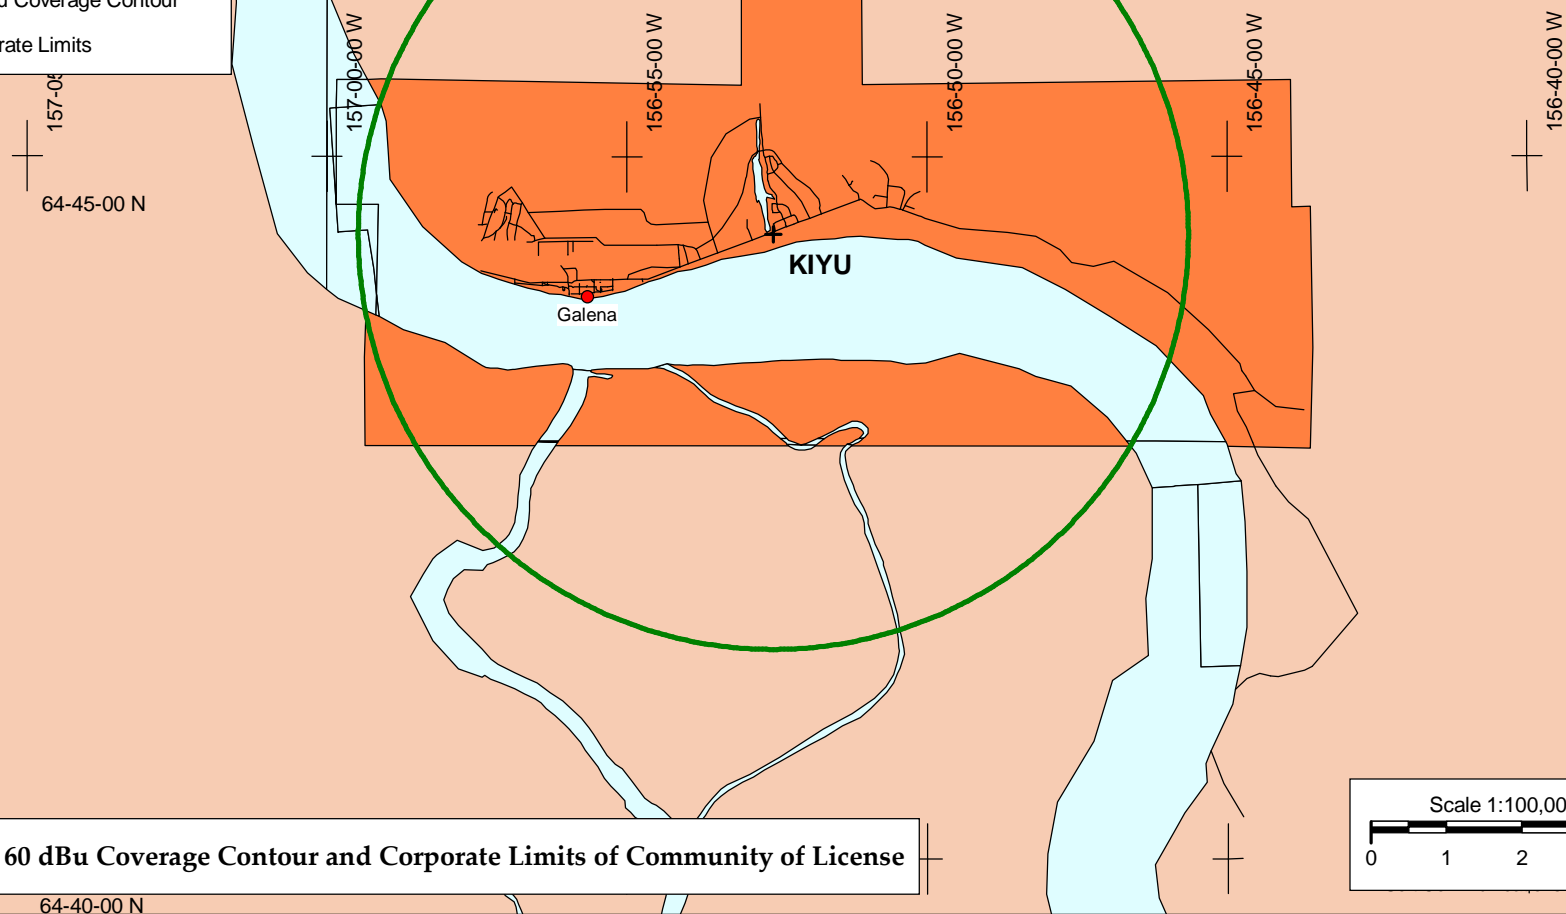 Coverage Contour
Limits
157-00-00 W
156-55-00 W
156-50-00 W
156-45-00 W
156-40-00 W
64-45-00 N
KIYU
Galena
Scale 1:100,00
0 1 2
60 dBu Coverage Contour and Corporate Limits of Community of License
64-40-00 N